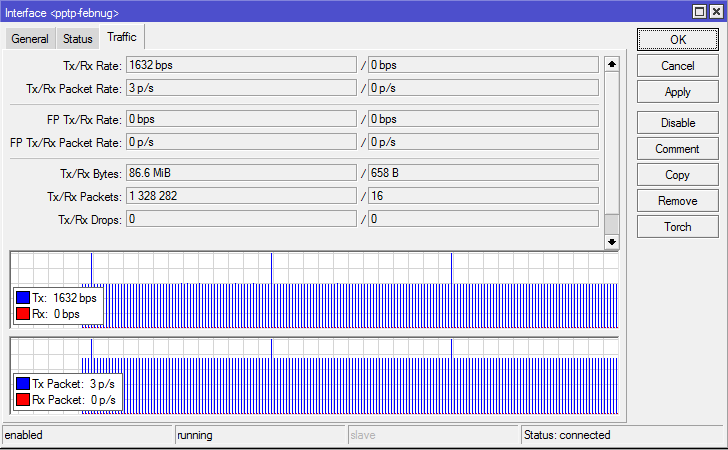 Interface <pptp-febnug>
General Status Traffic
OK
Cancel
Apply
Disable
Comment
Copy
Remove
Torch
Tx/Rx Rate: 1632 bps / 0 bps
Tx/Rx Packet Rate: 3 p/s / 0 p/s
FP Tx/Rx Rate: 0 bps / 0 bps
FP Tx/Rx Packet Rate: 0 p/s / 0 p/s
Tx/Rx Bytes: 86.6 MiB / 658 B
Tx/Rx Packets: 1 328 282 / 16
Tx/Rx Drops: 0 / 0
Tx: 1632 bps
Rx: 0 bps
Tx Packet: 3 p/s
Rx Packet: 0 p/s
enabled running slave Status: connected